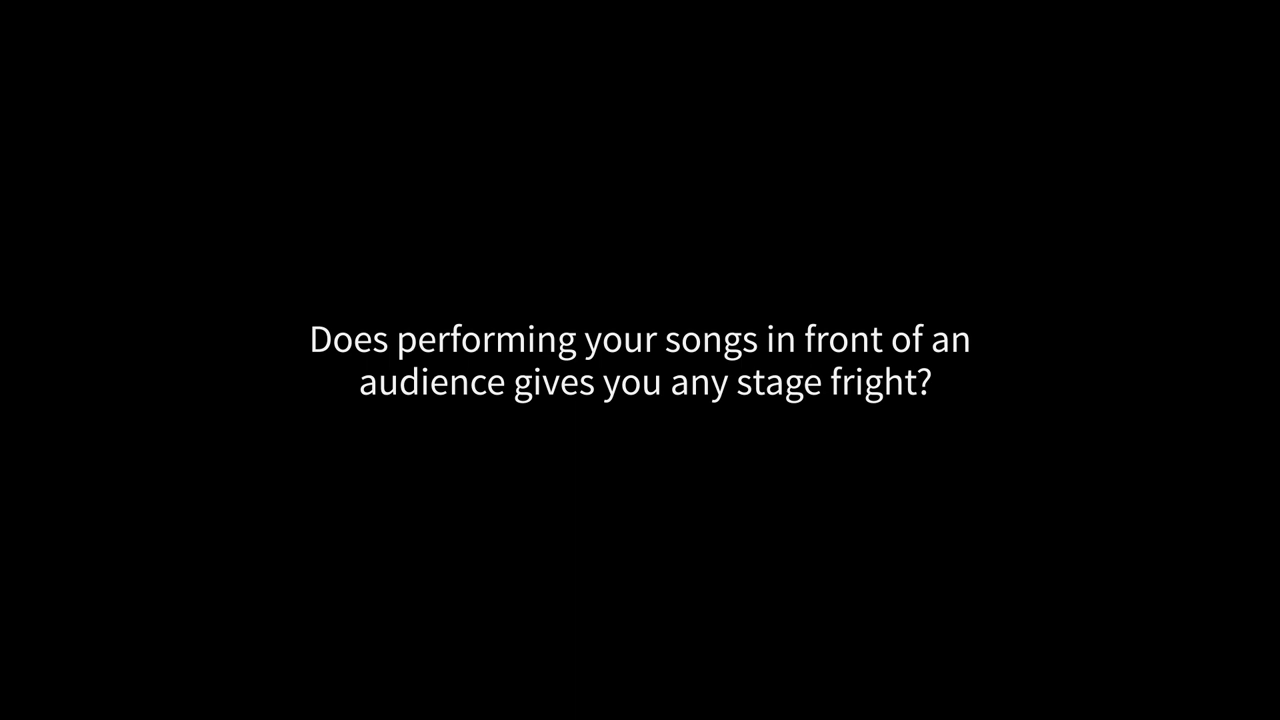 Does performing your songs in front of an
audience gives you any stage fright?